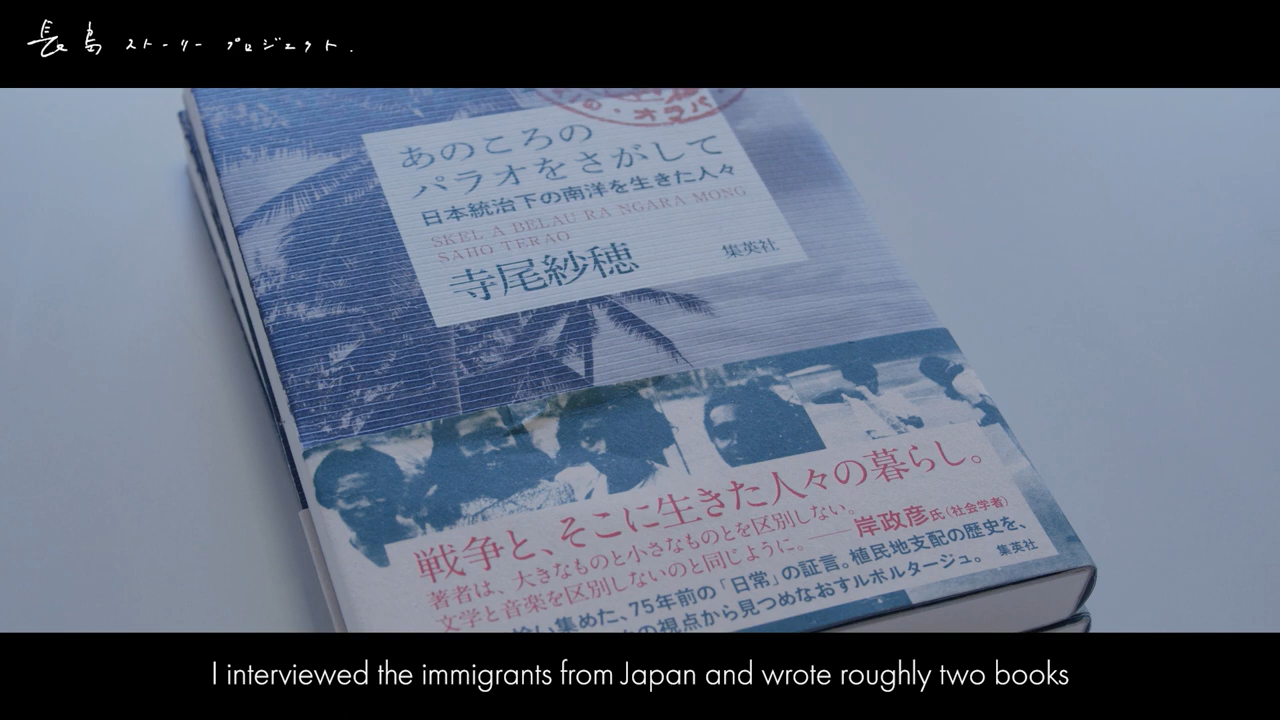 長島 ストーリー プロジェクト.
オラパ
あのころの
パラオをさがして
日本統治下の南洋を生きた人々
SKEL A BELAU RA NGARA MONG
SAHO TERAO
寺尾紗穂
集英社
戦争と、そこに生きた人々の暮らし。
著者は、大きなものと小さなものとを区別しない。
文学と音楽を区別しないのと同じように。——岸政彦氏(社会学者)
拾い集めた、75年前の「日常」の証言。植民地支配の歴史を、
の視点から見つめなおすルポルタージュ。
集英社
I interviewed the immigrants from Japan and wrote roughly two books